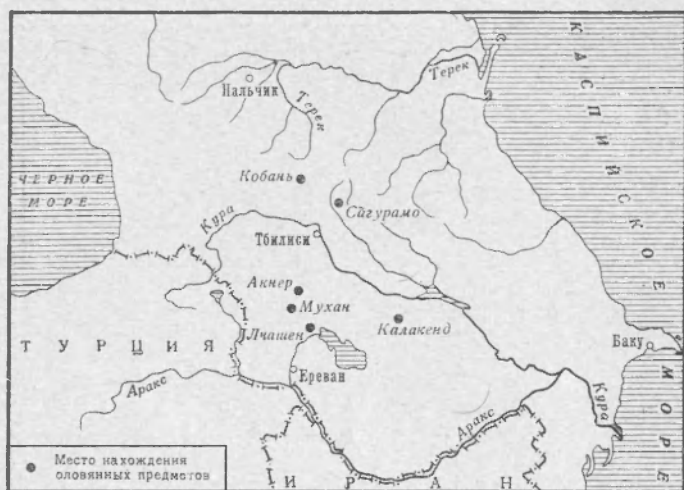 КАСПИЙСКОЕ
МОРЕ
Терек
Нальчик
Терек
ЧЕРНОЕ
МОРЕ
Кобань
Сйгурамо
Кура
Тбилиси
Акнер
Мухан
Лчашен
Калакенд
ТУРЦИЯ
Баку
Ереван
Аракс
Кура
Аракс
ИРАН
Место нахождения
оловянных предметов